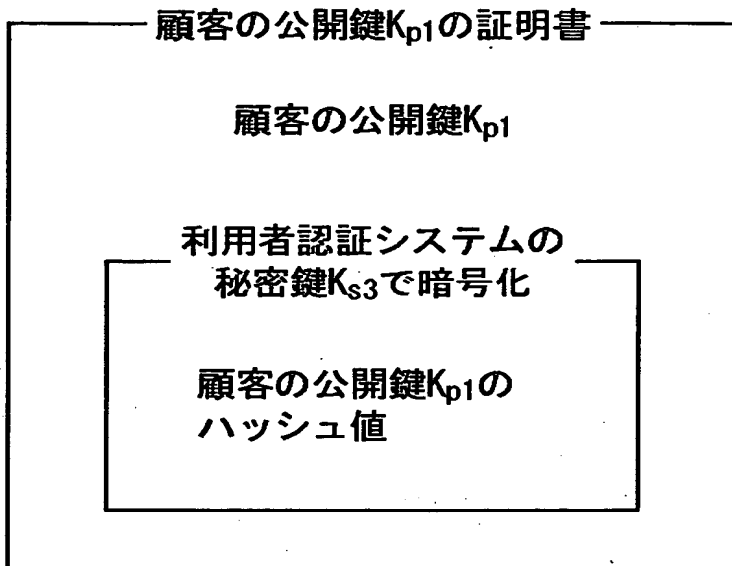 顧客の公開鍵Kp1の証明書
顧客の公開鍵Kp1
利用者認証システムの
秘密鍵Ks3で暗号化
顧客の公開鍵Kp1の
ハッシュ値